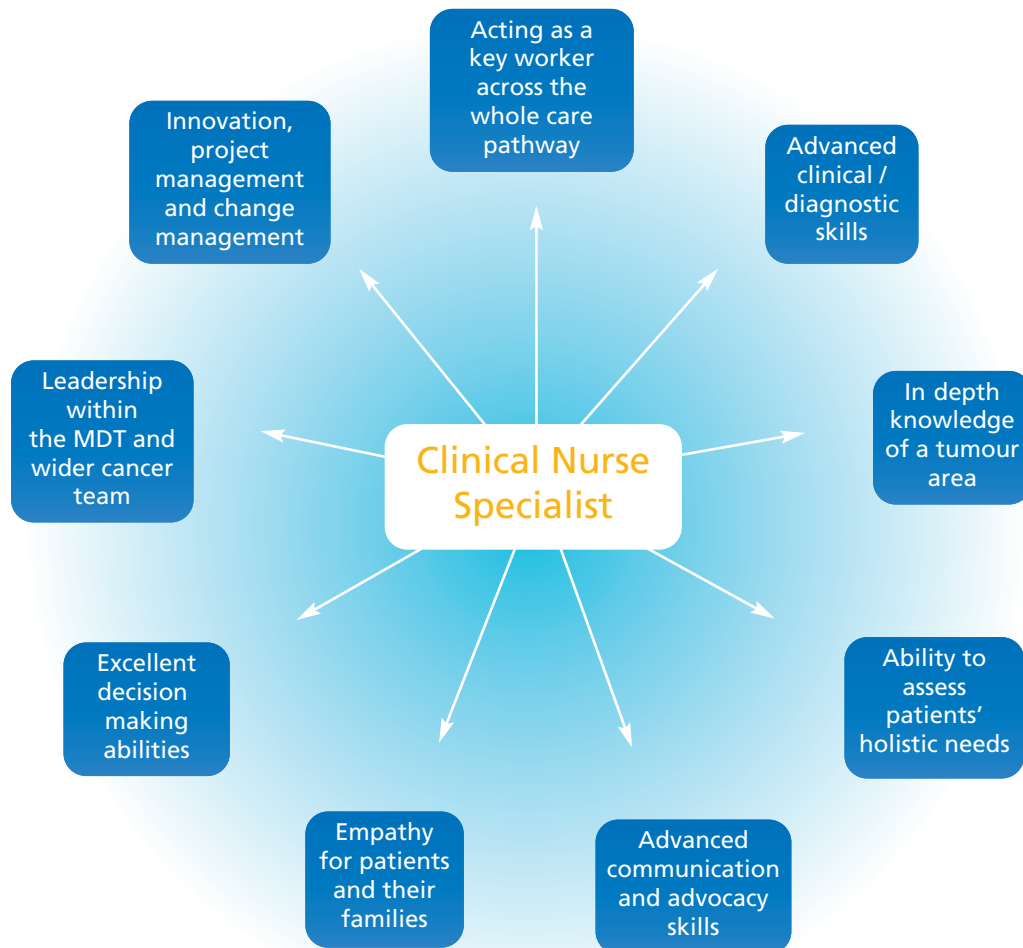 Acting as a
key worker
across the
whole care
pathway
Advanced
clinical /
diagnostic
skills
In depth
knowledge
of a tumour
area
Ability to
assess
patients’
holistic needs
Advanced
communication
and advocacy
skills
Empathy
for patients
and their
families
Excellent
decision
making
abilities
Leadership
within
the MDT and
wider cancer
team
Innovation,
project
management
and change
management
Clinical Nurse
Specialist